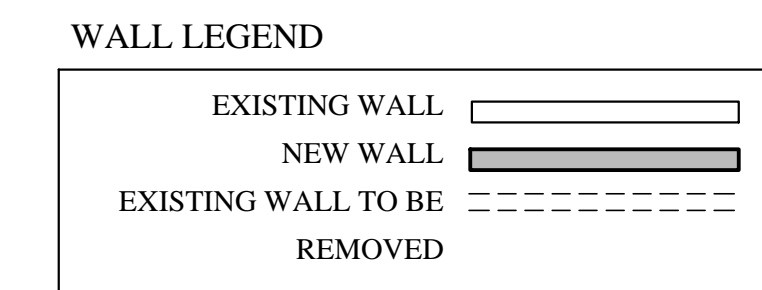 WALL LEGEND
EXISTING WALL
NEW WALL
EXISTING WALL TO BE
REMOVED